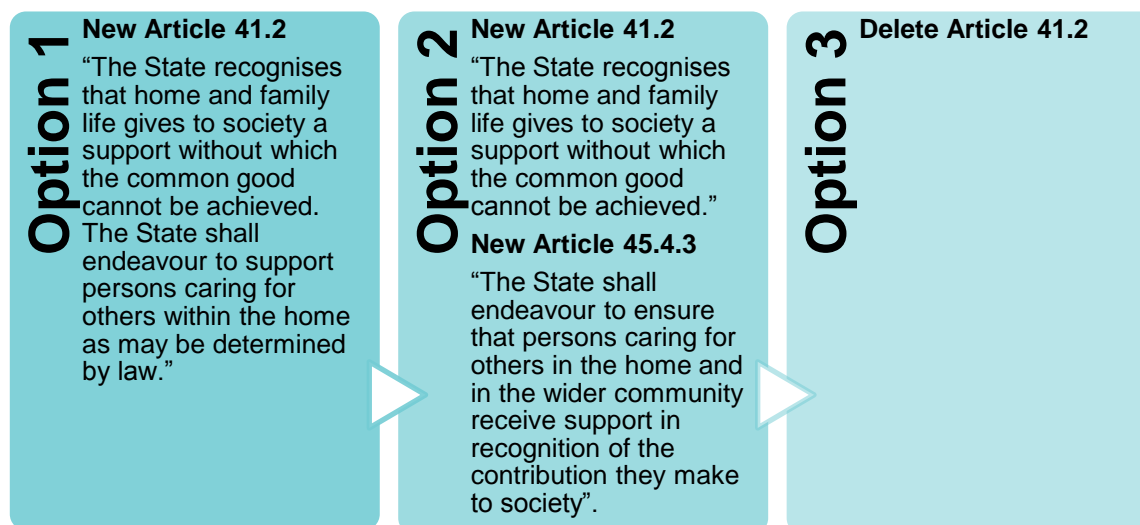 Option 1
New Article 41.2
“The State recognises
that home and family
life gives to society a
support without which
the common good
cannot be achieved.
The State shall
endeavour to support
persons caring for
others within the home
as may be determined
by law.”
Option 2
New Article 41.2
“The State recognises
that home and family
life gives to society a
support without which
the common good
cannot be achieved.”
New Article 45.4.3
“The State shall
endeavour to ensure
that persons caring for
others in the home and
in the wider community
receive support in
recognition of the
contribution they make
to society”.
Option 3
Delete Article 41.2